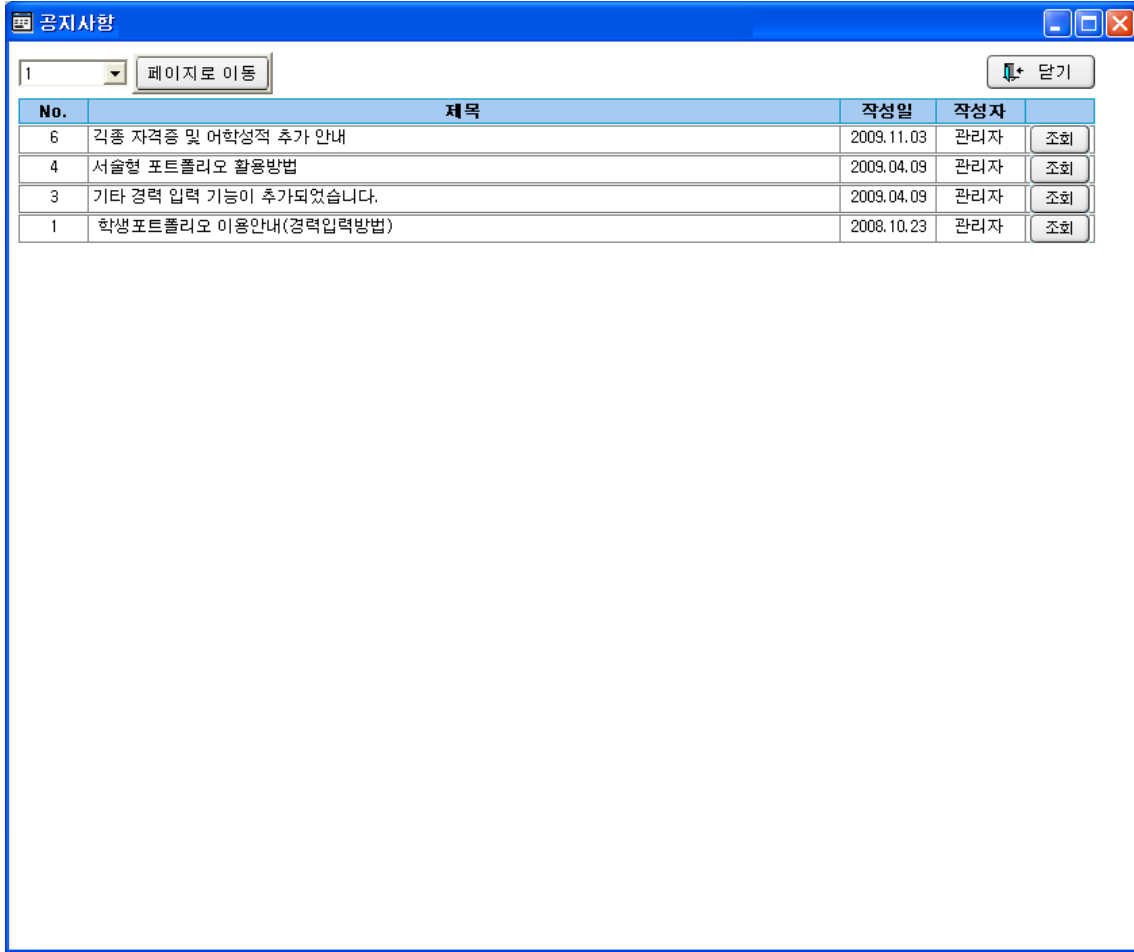 공지사항
1 페이지로 이동 닫기
No. 제목 작성일 작성자
6 긱종 자격증 및 어학성적 추가 안내 2009.11.03 관리자 조회
4 서술형 포트폴리오 활용방법 2009.04.09 관리자 조회
3 기타 경력 입력 기능이 추가되었습니다. 2009.04.09 관리자 조회
1 학생포트폴리오 이용안내(경력입력방법) 2008.10.23 관리자 조회